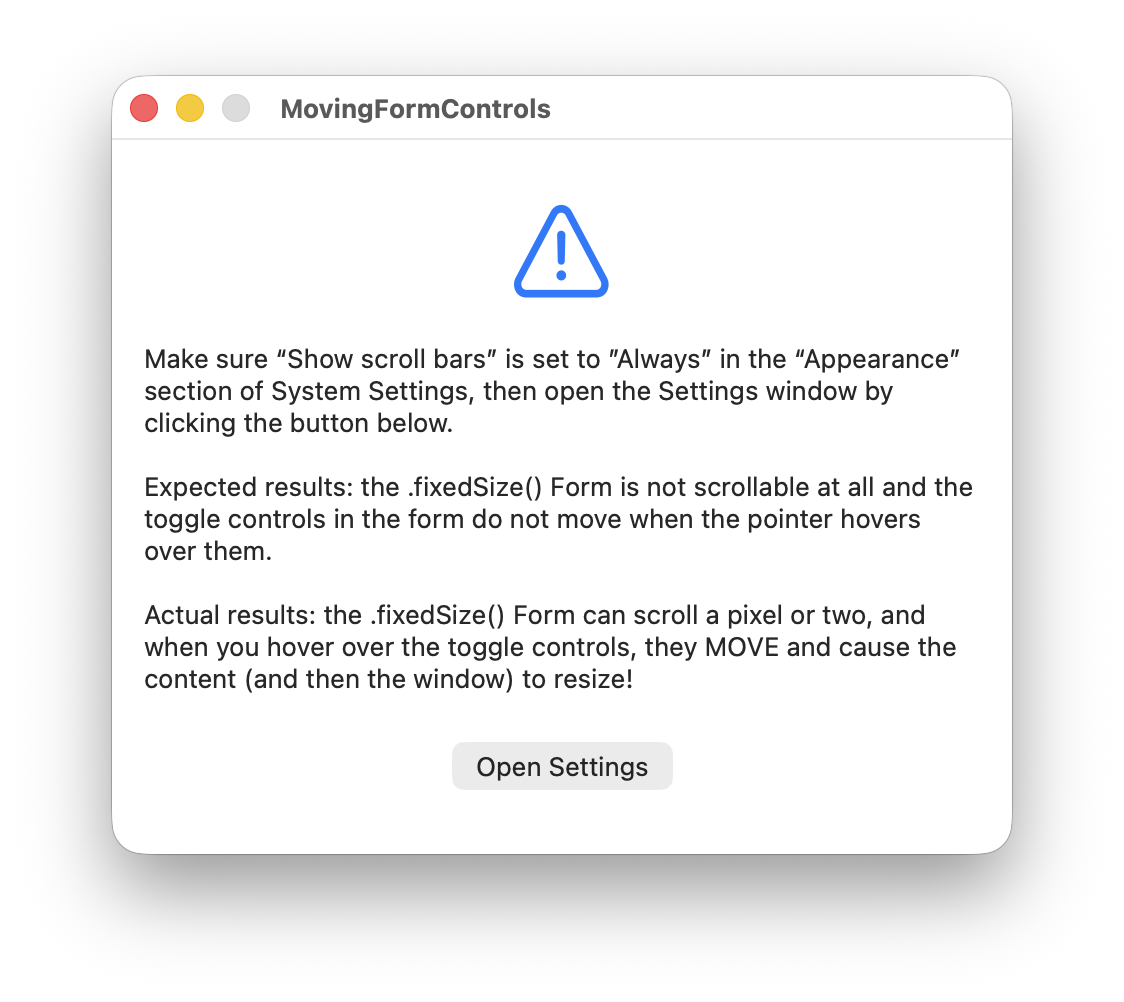 MovingFormControls
Make sure “Show scroll bars” is set to ”Always” in the “Appearance”
section of System Settings, then open the Settings window by
clicking the button below.
Expected results: the .fixedSize() Form is not scrollable at all and the
toggle controls in the form do not move when the pointer hovers
over them.
Actual results: the .fixedSize() Form can scroll a pixel or two, and
when you hover over the toggle controls, they MOVE and cause the
content (and then the window) to resize!
Open Settings